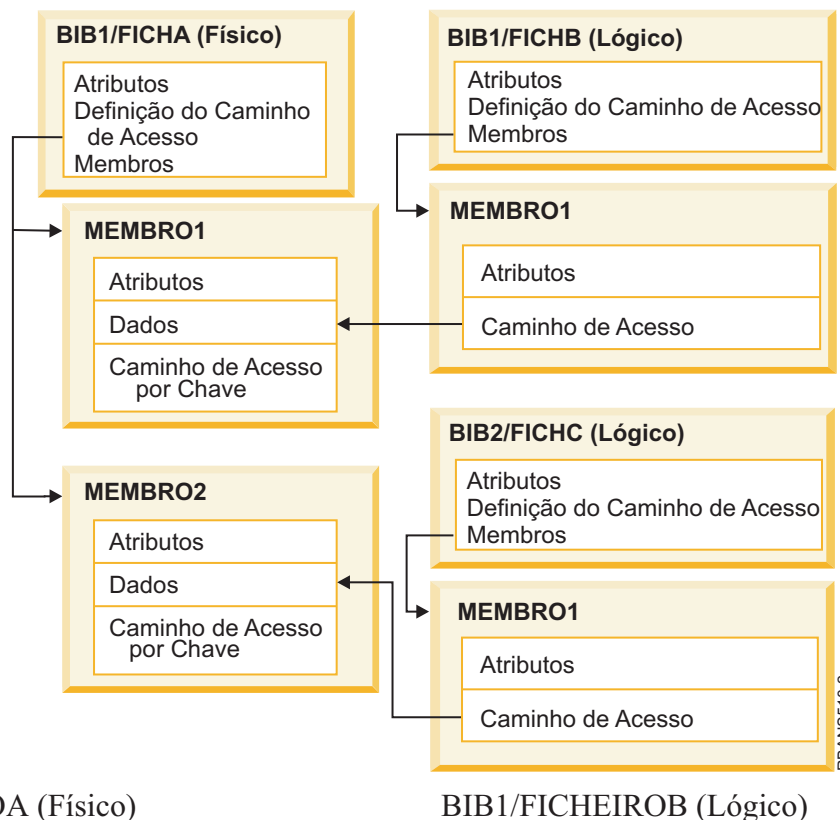 BIB1/FICHA (Físico)
Atributos
Definição do Caminho
de Acesso
Membros
MEMBRO1
Atributos
Dados
Caminho de Acesso
por Chave
MEMBRO2
Atributos
Dados
Caminho de Acesso
por Chave
BIB1/FICHB (Lógico)
Atributos
Definição do Caminho de Acesso
Membros
MEMBRO1
Atributos
Caminho de Acesso
BIB2/FICHC (Lógico)
Atributos
Definição do Caminho de Acesso
Membros
MEMBRO1
Atributos
Caminho de Acesso
(Físico)
BIB1/FICHEIROB (Lógico)